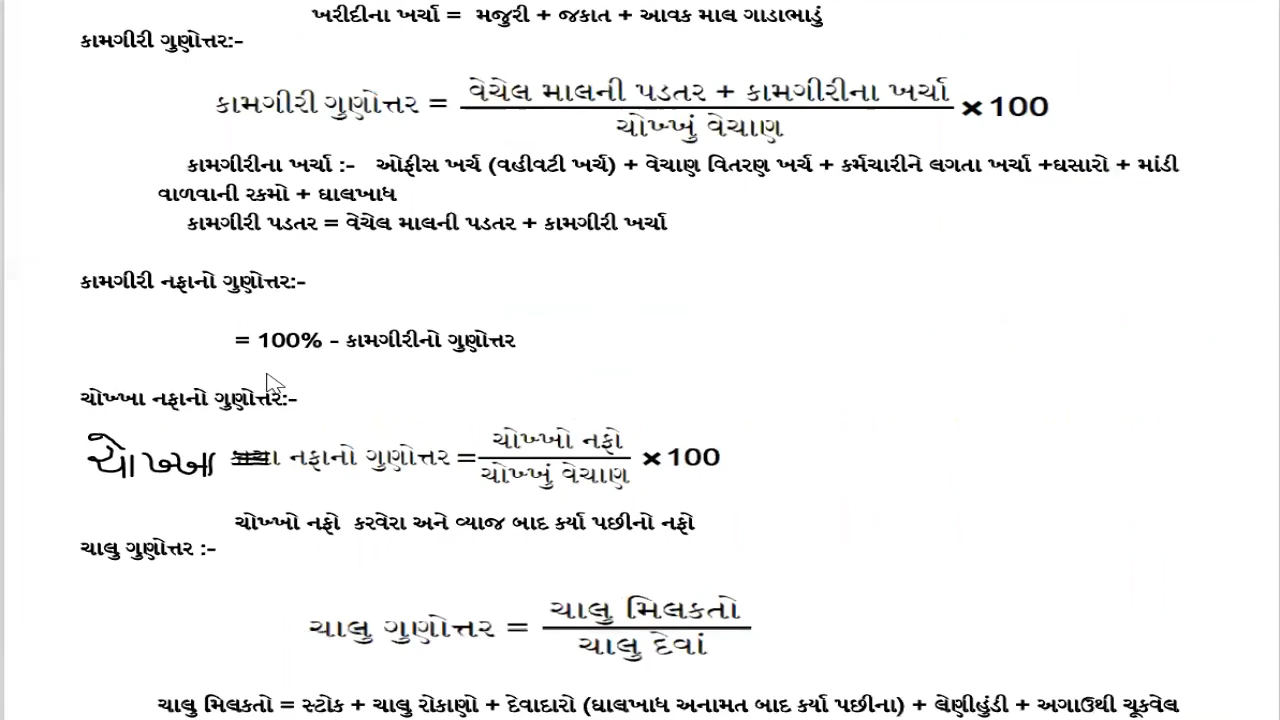 ખરીદીના ખર્ચા = મજુરી + જકાત + આવક માલ ગાડાભાડું
કામગીરી ગુણોત્તર:-
કામગીરી ગુણોત્તર = વેચેલ માલની પડતર + કામગીરીના ખર્ચા / ચોખ્ખું વેચાણ × 100
કામગીરીના ખર્ચા :- ઓફીસ ખર્ચ (વહીવટી ખર્ચ) + વેચાણ વિતરણ ખર્ચ + કર્મચારીને લગતા ખર્ચા +ઘસારો + માંડી
વાળવાની રકમો + ઘાલખાધ
કામગીરી પડતર = વેચેલ માલની પડતર + કામગીરી ખર્ચા
કામગીરી નફાનો ગુણોત્તર:-
= 100% - કામગીરીનો ગુણોત્તર
ચોખ્ખા નફાનો ગુણોત્તર:-
ચોખ્ખા નફાનો ગુણોત્તર = ચોખ્ખો નફો / ચોખ્ખું વેચાણ × 100
ચોખ્ખો નફો કરવેરા અને વ્યાજ બાદ કર્યા પછીનો નફો
ચાલુ ગુણોત્તર :-
ચાલુ ગુણોત્તર = ચાલુ મિલકતો / ચાલુ દેવાં
ચાલુ મિલકતો = સ્ટોક + ચાલુ રોકાણો + દેવાદારો (ઘાલખાધ અનામત બાદ કર્યા પછીના) + લેણીહુંડી + અગાઉથી ચૂકવેલ